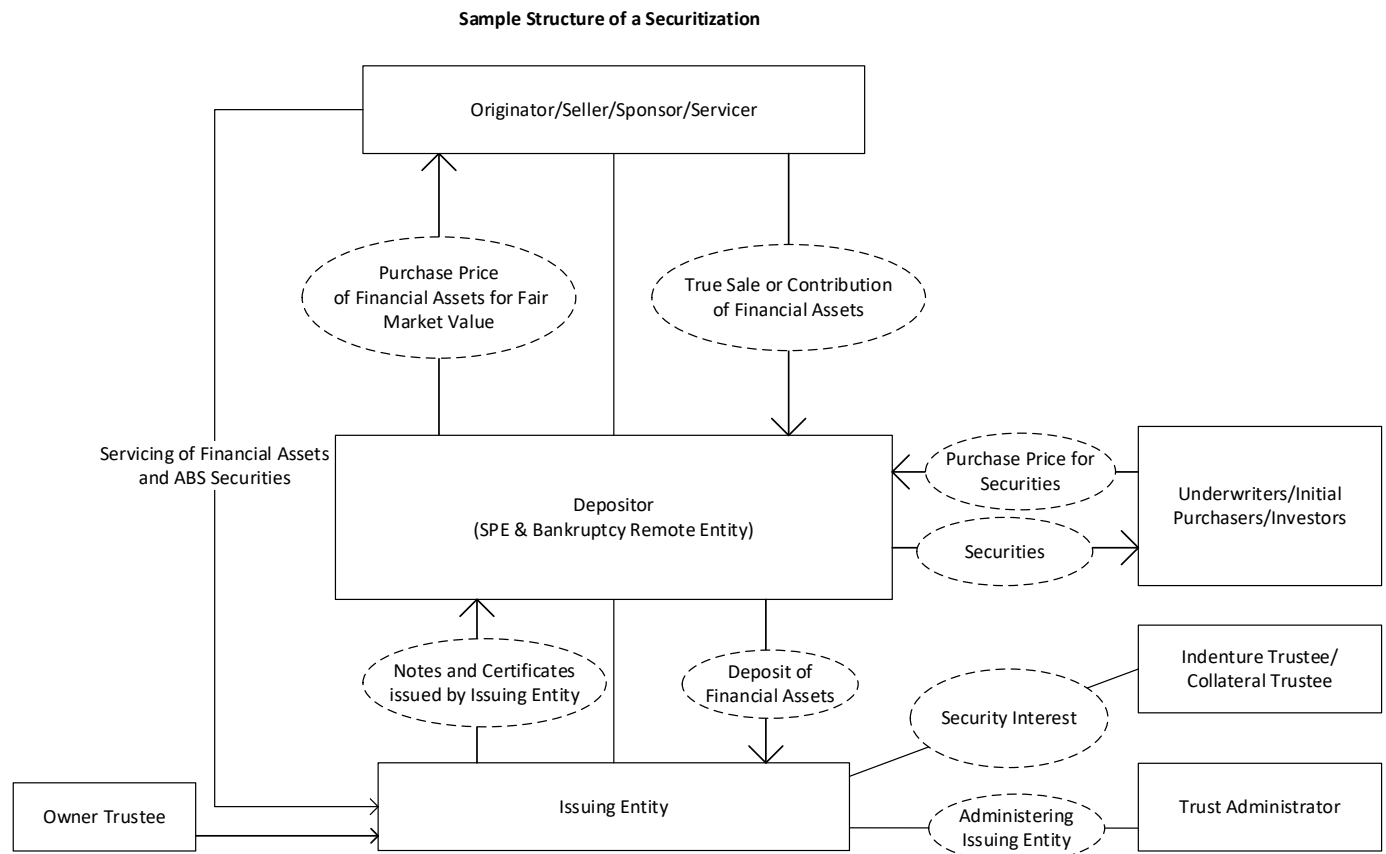 Sample Structure of a Securitization
Originator/Seller/Sponsor/Servicer
Purchase Price
of Financial Assets for Fair
Market Value
True Sale or Contribution
of Financial Assets
Servicing of Financial Assets
and ABS Securities
Depositor
(SPE & Bankruptcy Remote Entity)
Purchase Price for
Securities
Securities
Underwriters/Initial
Purchasers/Investors
Notes and Certificates
issued by Issuing Entity
Deposit of
Financial Assets
Security Interest
Indenture Trustee/
Collateral Trustee
Owner Trustee
Issuing Entity
Administering
Issuing Entity
Trust Administrator